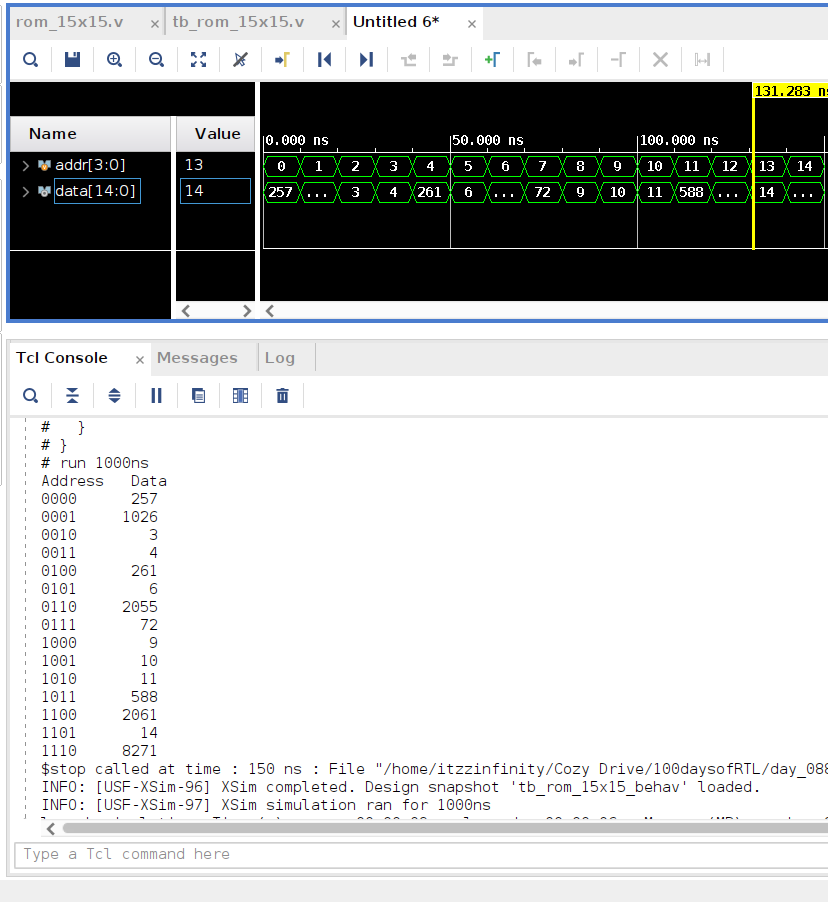 rom_15x15.v × tb_rom_15x15.v × Untitled 6* ×
131.283 ns
Name Value
0.000 ns 50.000 ns 100.000 ns
addr[3:0] 13 0 1 2 3 4 5 6 7 8 9 10 11 12 13 14
data[14:0] 14 257 ... 3 4 261 6 ... 72 9 10 11 588 ... 14 ...
Tcl Console × Messages Log
# }
# }
# run 1000ns
Address Data
0000 257
0001 1026
0010 3
0011 4
0100 261
0101 6
0110 2055
0111 72
1000 9
1001 10
1010 11
1011 588
1100 2061
1101 14
1110 8271
$stop called at time : 150 ns : File "/home/itzzinfinity/Cozy Drive/100daysofRTL/day_088
INFO: [USF-XSim-96] XSim completed. Design snapshot 'tb_rom_15x15_behav' loaded.
INFO: [USF-XSim-97] XSim simulation ran for 1000ns
Type a Tcl command here